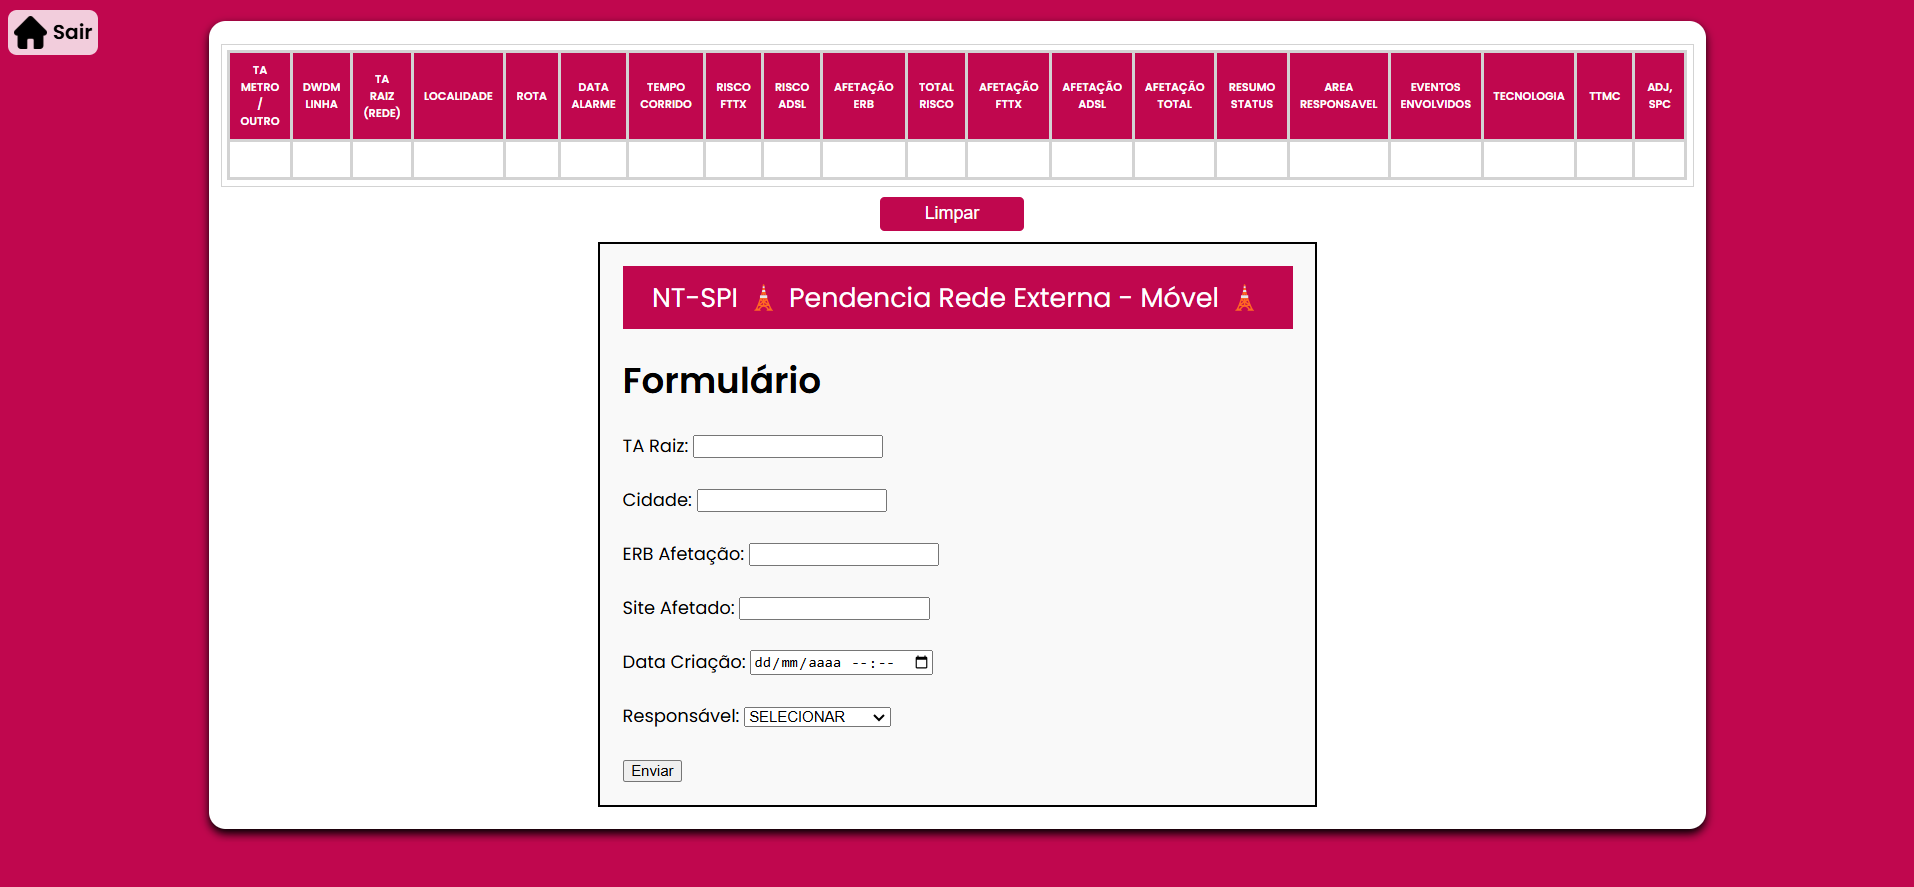 Sair
TA METRO / OUTRO
DWDM LINHA
TA RAIZ (REDE)
LOCALIDADE
ROTA
DATA ALARME
TEMPO CORRIDO
RISCO FTTX
RISCO ADSL
AFETAÇÃO ERB
TOTAL RISCO
AFETAÇÃO FTTX
AFETAÇÃO ADSL
AFETAÇÃO TOTAL
RESUMO STATUS
AREA RESPONSAVEL
EVENTOS ENVOLVIDOS
TECNOLOGIA
TTMC
ADJ, SPC
Limpar
NT-SPI Pendencia Rede Externa - Móvel
Formulário
TA Raiz:
Cidade:
ERB Afetação:
Site Afetado:
Data Criação: dd/mm/aaaa --:--
Responsável: SELECIONAR
Enviar